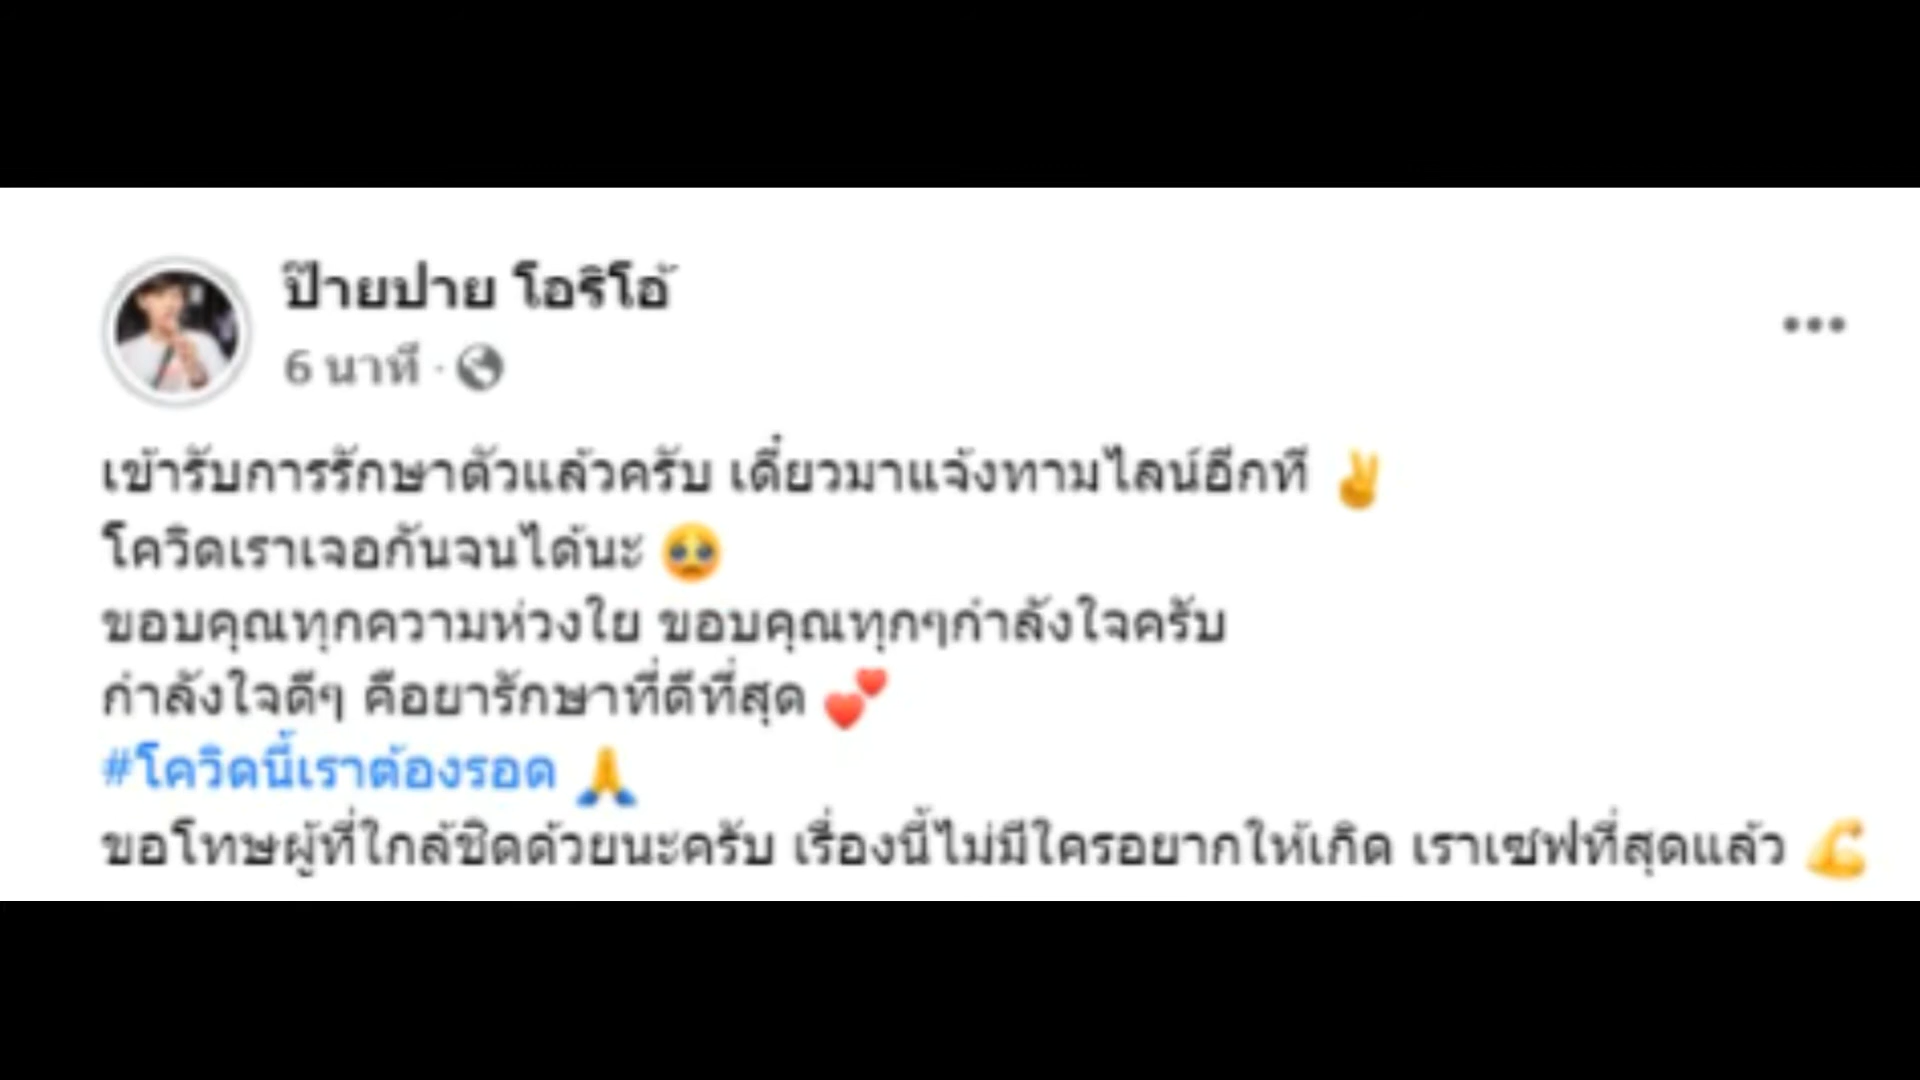 ป๊ายปาย โอริโอ้
6 นาที ·
เข้ารับการรักษาตัวแล้วครับ เดี๋ยวมาแจ้งทามไลน์อีกที ✌️
โควิดเราเจอกันจนได้นะ 🥺
ขอบคุณทุกความห่วงใย ขอบคุณทุกๆกำลังใจครับ
กำลังใจดีๆ คือยารักษาที่ดีที่สุด 💕
#โควิดนี้เราต้องรอด 🙏
ขอโทษผู้ที่ใกล้ชิดด้วยนะครับ เรื่องนี้ไม่มีใครอยากให้เกิด เราเซฟที่สุดแล้ว 💪